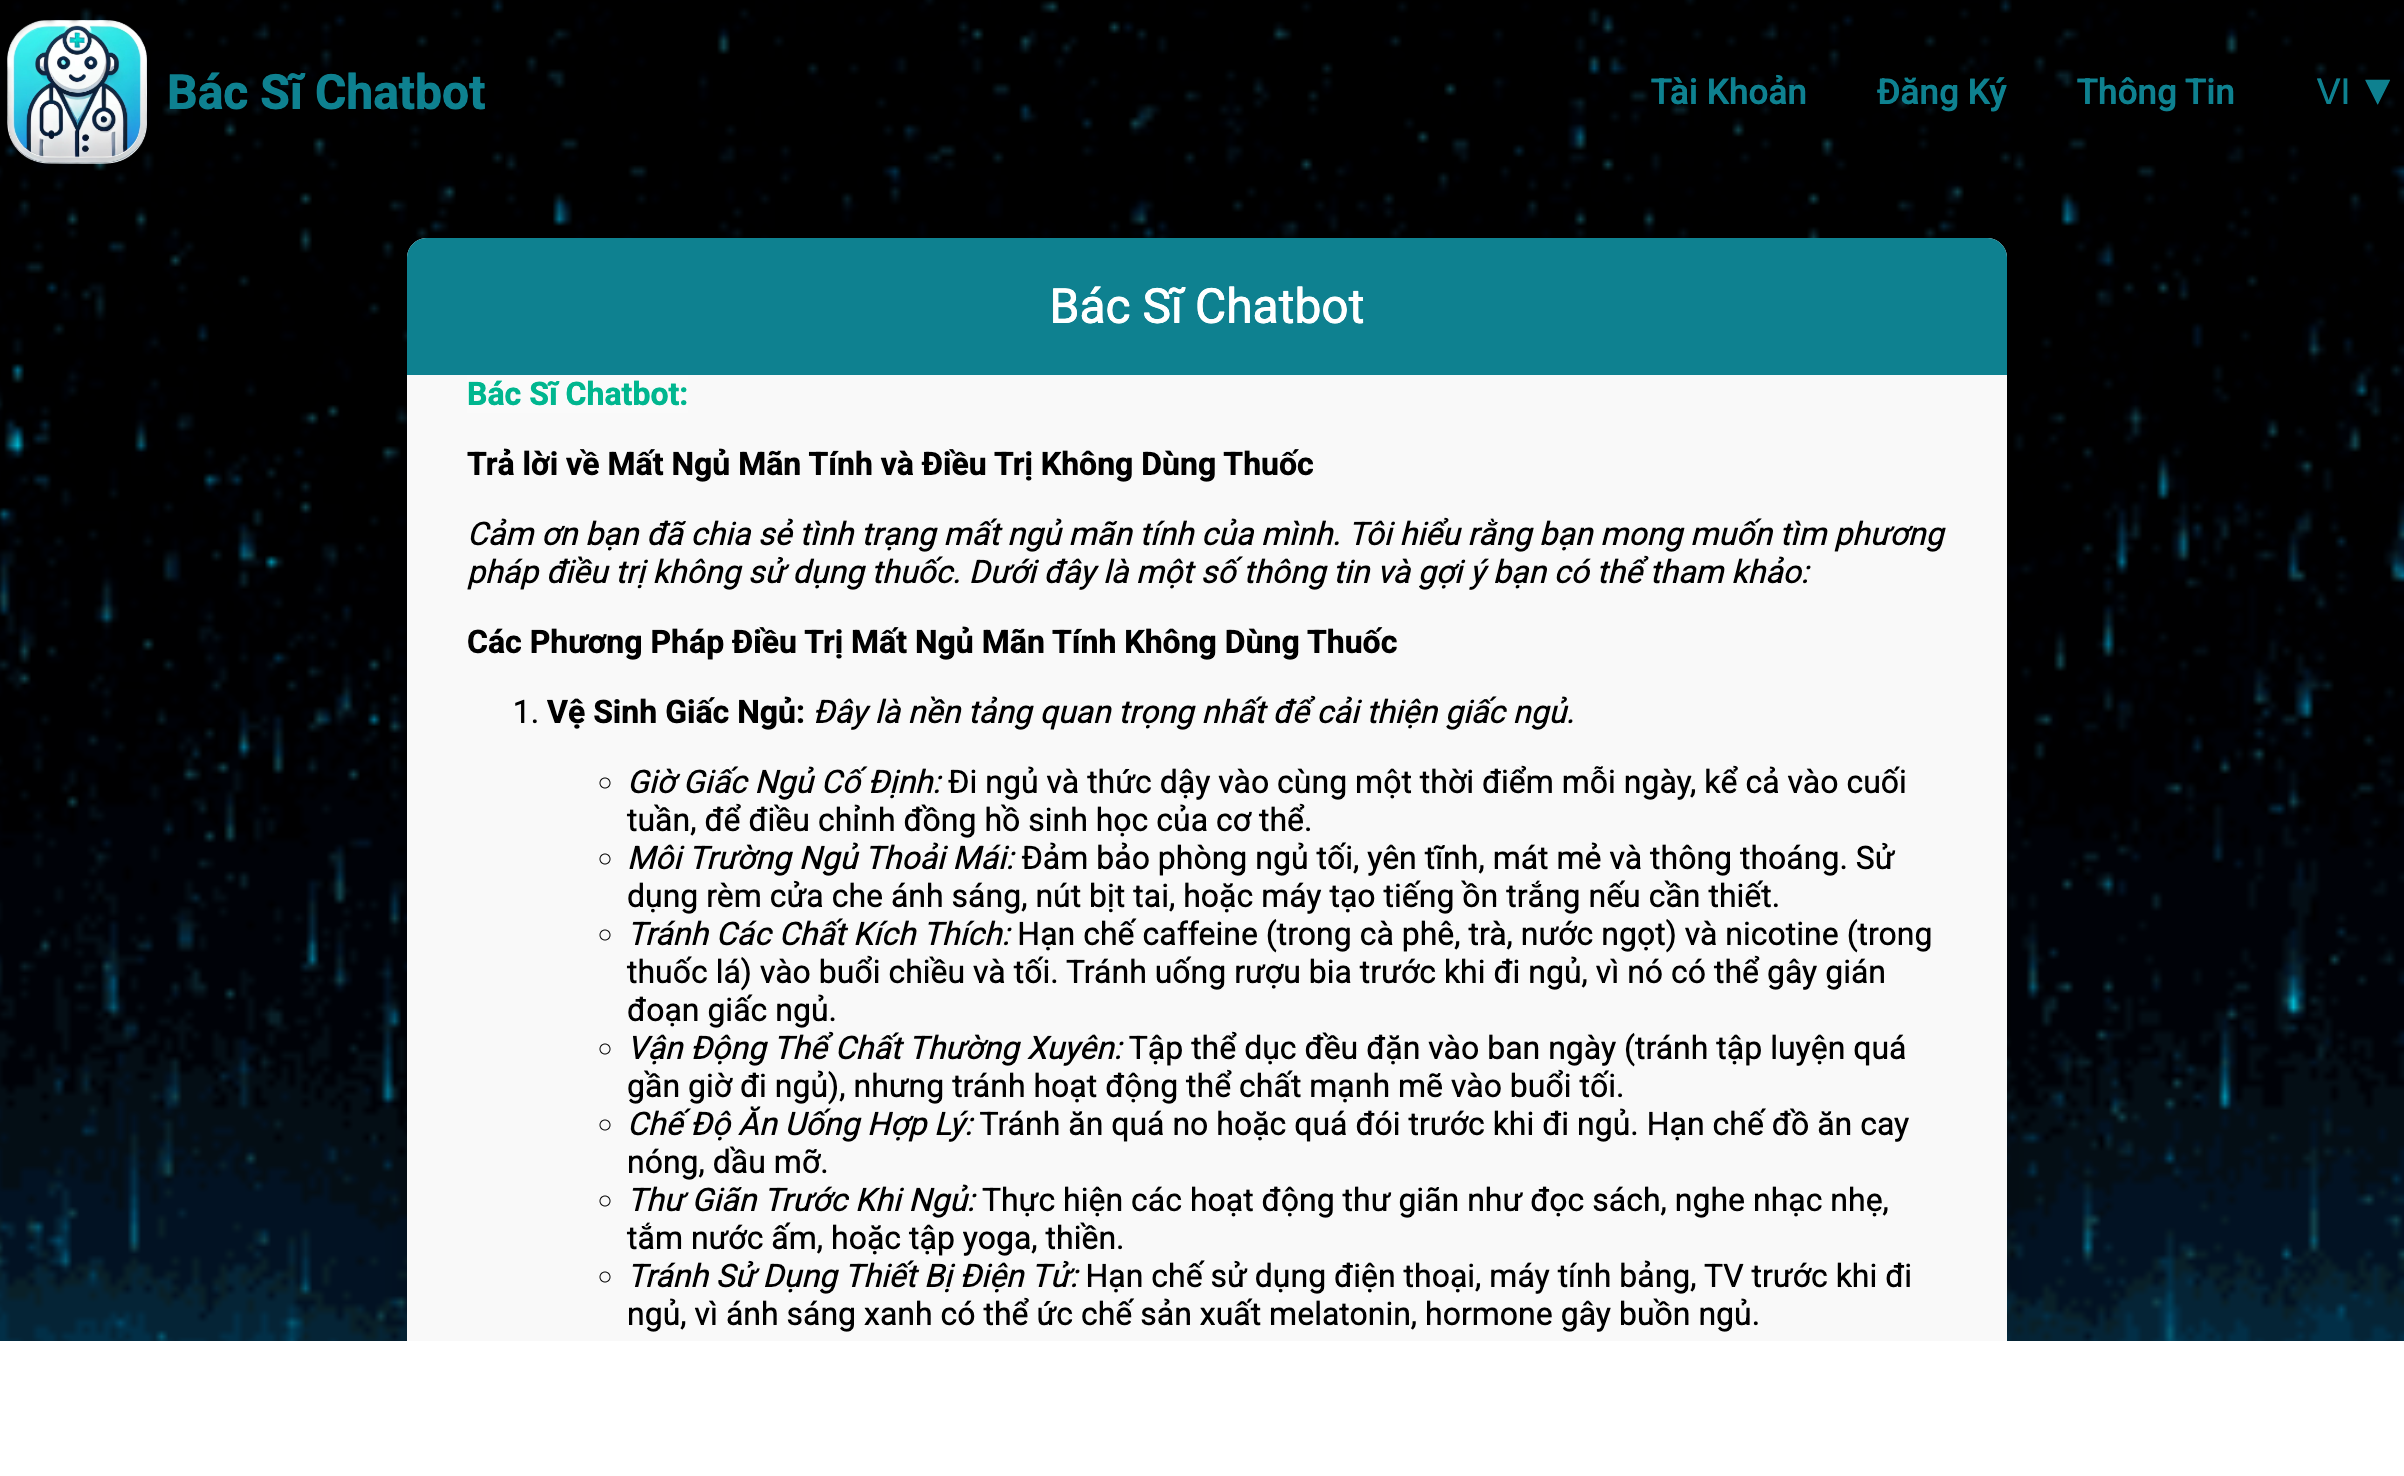 Bác Sĩ Chatbot
Tài Khoản
Đăng Ký
Thông Tin
VI ▼
Bác Sĩ Chatbot
Bác Sĩ Chatbot:
Trả lời về Mất Ngủ Mãn Tính và Điều Trị Không Dùng Thuốc
Cảm ơn bạn đã chia sẻ tình trạng mất ngủ mãn tính của mình. Tôi hiểu rằng bạn mong muốn tìm phương
pháp điều trị không sử dụng thuốc. Dưới đây là một số thông tin và gợi ý bạn có thể tham khảo:
Các Phương Pháp Điều Trị Mất Ngủ Mãn Tính Không Dùng Thuốc
1. Vệ Sinh Giấc Ngủ: Đây là nền tảng quan trọng nhất để cải thiện giấc ngủ.
◦ Giờ Giấc Ngủ Cố Định: Đi ngủ và thức dậy vào cùng một thời điểm mỗi ngày, kể cả vào cuối
tuần, để điều chỉnh đồng hồ sinh học của cơ thể.
◦ Môi Trường Ngủ Thoải Mái: Đảm bảo phòng ngủ tối, yên tĩnh, mát mẻ và thông thoáng. Sử
dụng rèm cửa che ánh sáng, nút bịt tai, hoặc máy tạo tiếng ồn trắng nếu cần thiết.
◦ Tránh Các Chất Kích Thích: Hạn chế caffeine (trong cà phê, trà, nước ngọt) và nicotine (trong
thuốc lá) vào buổi chiều và tối. Tránh uống rượu bia trước khi đi ngủ, vì nó có thể gây gián
đoạn giấc ngủ.
◦ Vận Động Thể Chất Thường Xuyên: Tập thể dục đều đặn vào ban ngày (tránh tập luyện quá
gần giờ đi ngủ), nhưng tránh hoạt động thể chất mạnh mẽ vào buổi tối.
◦ Chế Độ Ăn Uống Hợp Lý: Tránh ăn quá no hoặc quá đói trước khi đi ngủ. Hạn chế đồ ăn cay
nóng, dầu mỡ.
◦ Thư Giãn Trước Khi Ngủ: Thực hiện các hoạt động thư giãn như đọc sách, nghe nhạc nhẹ,
tắm nước ấm, hoặc tập yoga, thiền.
◦ Tránh Sử Dụng Thiết Bị Điện Tử: Hạn chế sử dụng điện thoại, máy tính bảng, TV trước khi đi
ngủ, vì ánh sáng xanh có thể ức chế sản xuất melatonin, hormone gây buồn ngủ.